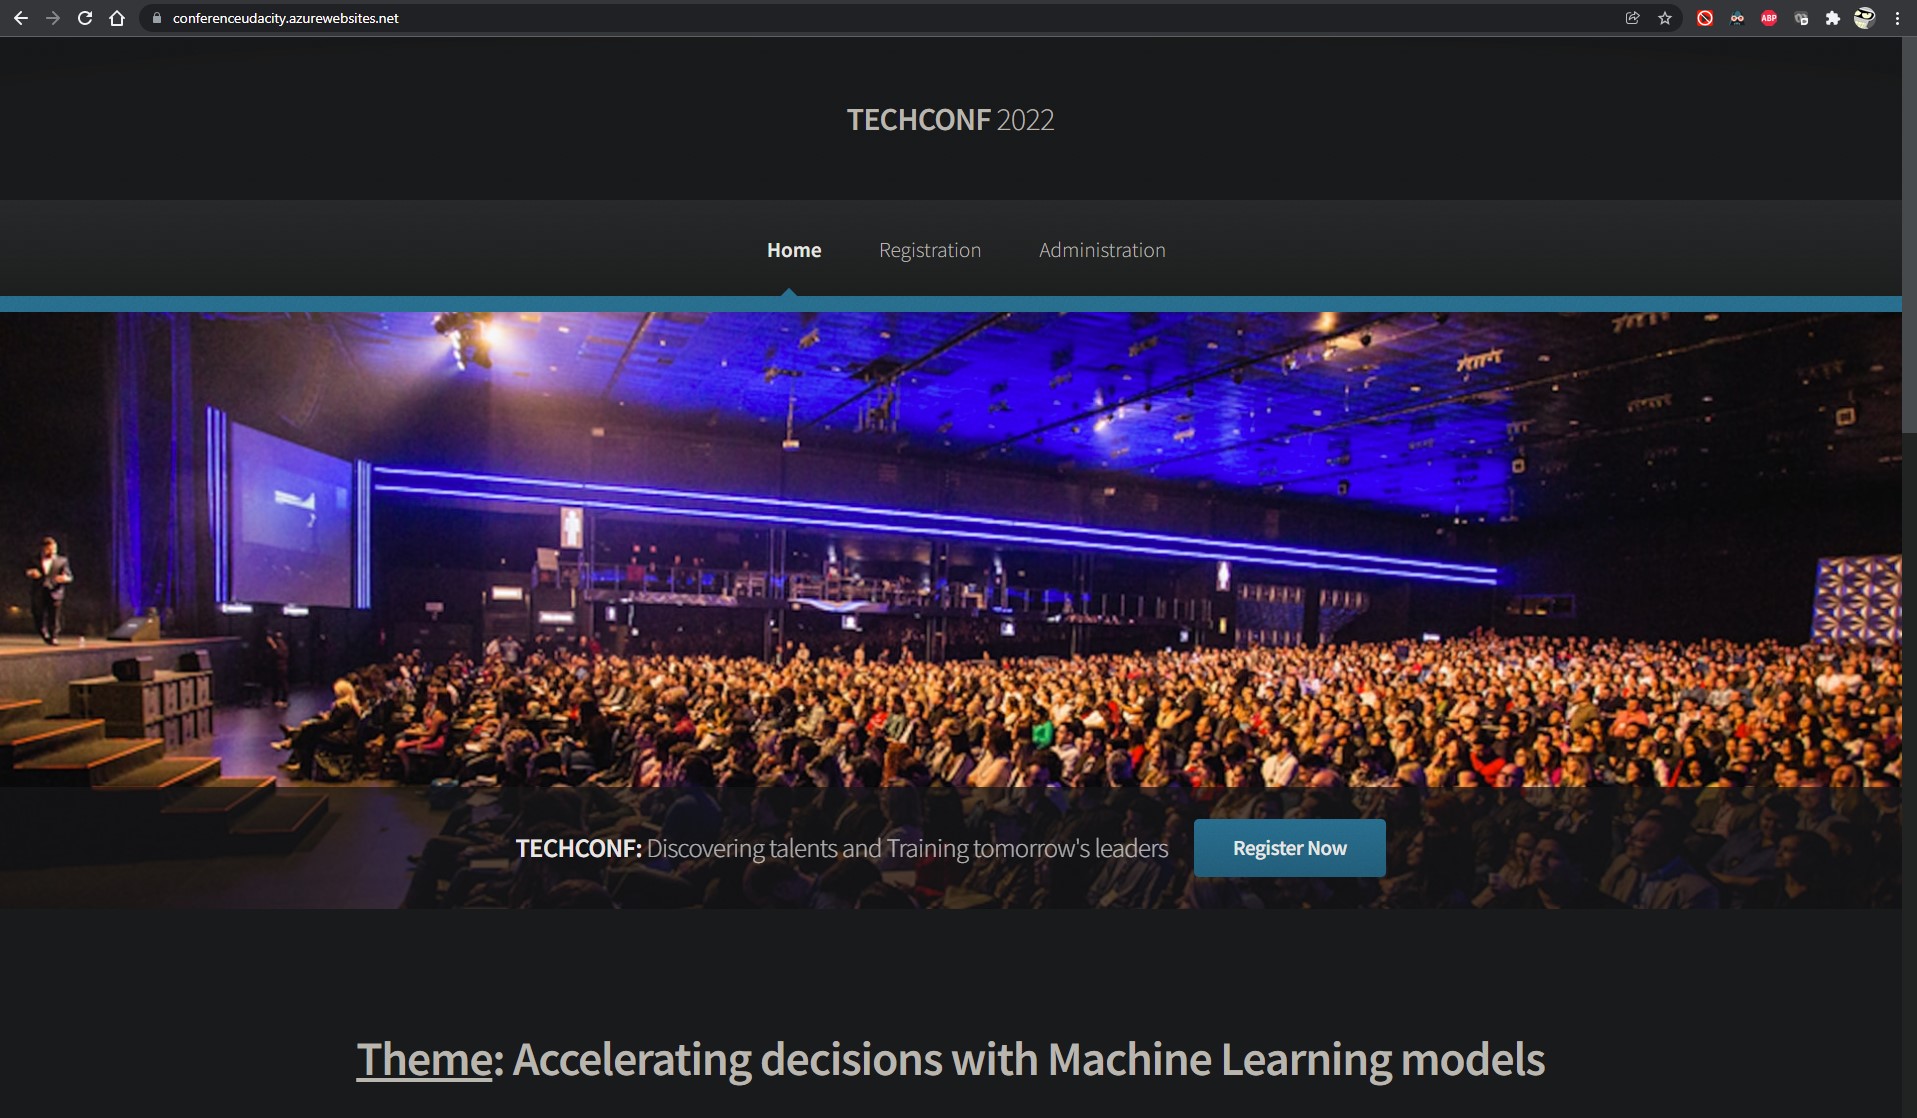 conferenceudacity.azurewebsites.net
ABP
TECHCONF 2022
Home Registration Administration
TECHCONF: Discovering talents and Training tomorrow's leaders
Register Now
Theme: Accelerating decisions with Machine Learning models